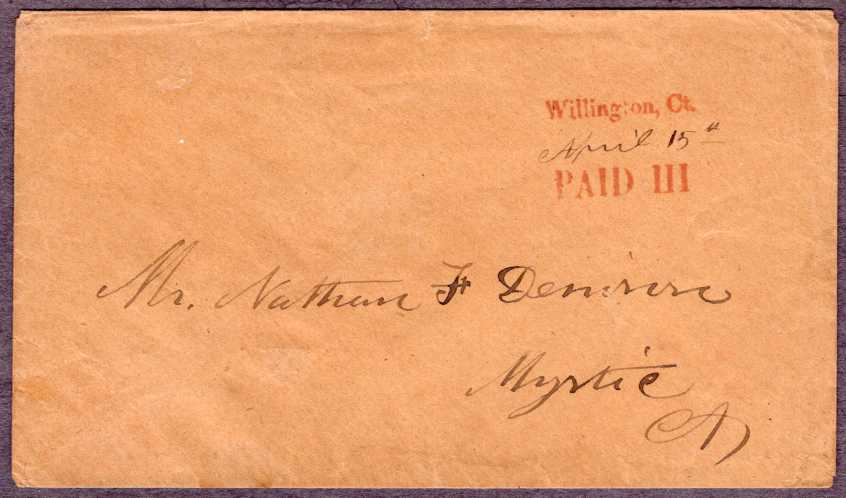 Willington, Ct.
April 15th
PAID III
Mr. Nathan F Denison
Mystic
Ct